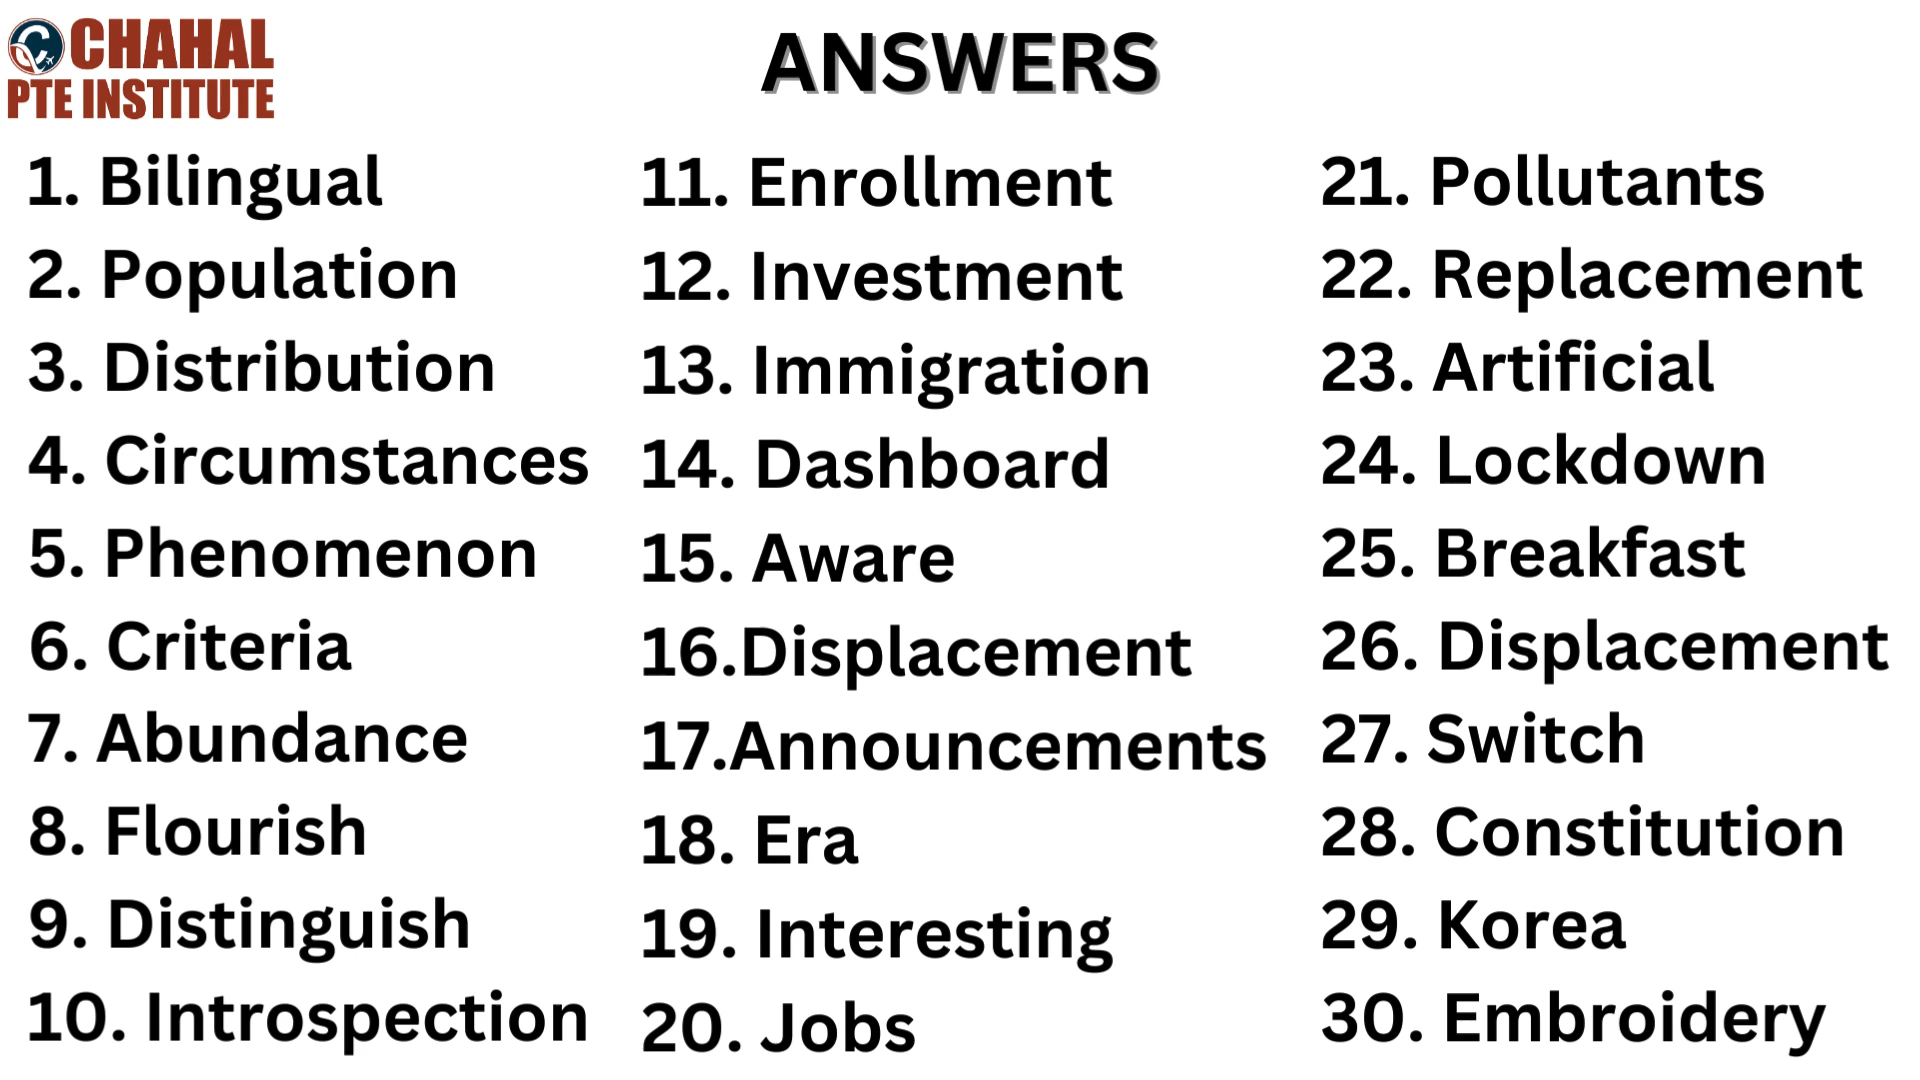 CHAHAL
PTE INSTITUTE
ANSWERS
1. Bilingual
2. Population
3. Distribution
4. Circumstances
5. Phenomenon
6. Criteria
7. Abundance
8. Flourish
9. Distinguish
10. Introspection
11. Enrollment
12. Investment
13. Immigration
14. Dashboard
15. Aware
16.Displacement
17.Announcements
18. Era
19. Interesting
20. Jobs
21. Pollutants
22. Replacement
23. Artificial
24. Lockdown
25. Breakfast
26. Displacement
27. Switch
28. Constitution
29. Korea
30. Embroidery